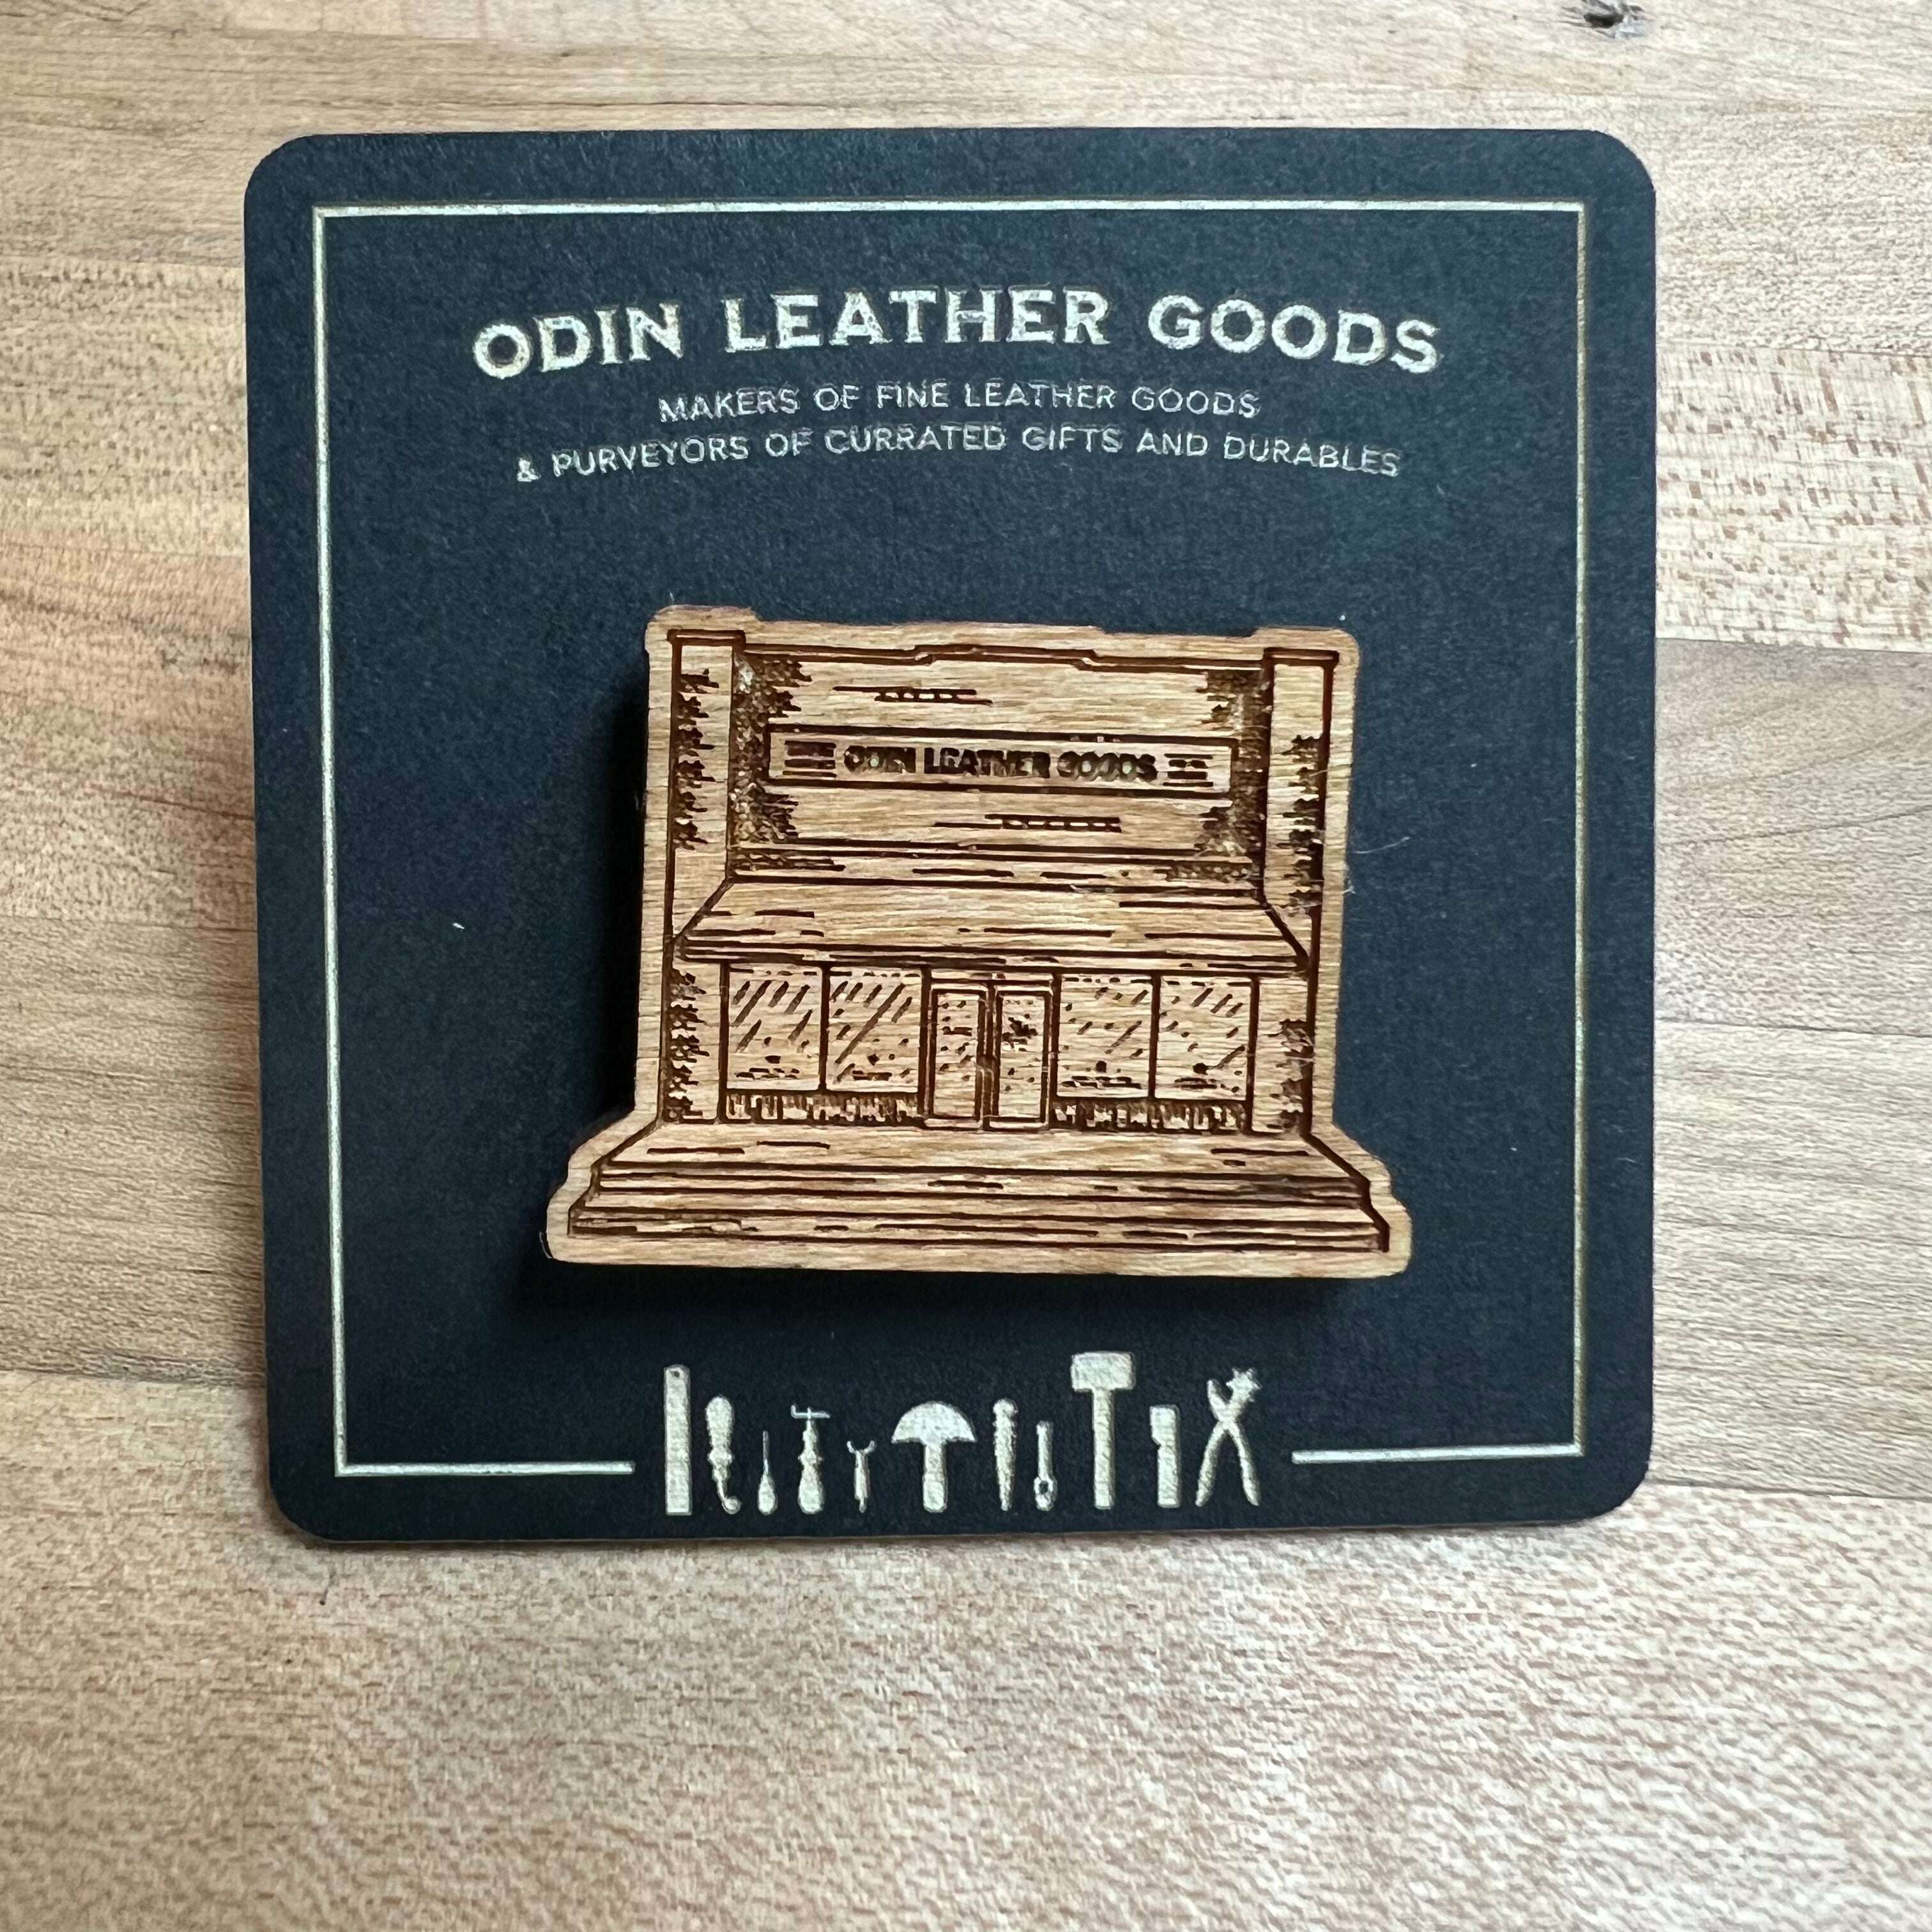 ODIN LEATHER GOODS
MAKERS OF FINE LEATHER GOODS
& PURVEYORS OF CURRATED GIFTS AND DURABLES
ODIN LEATHER GOODS